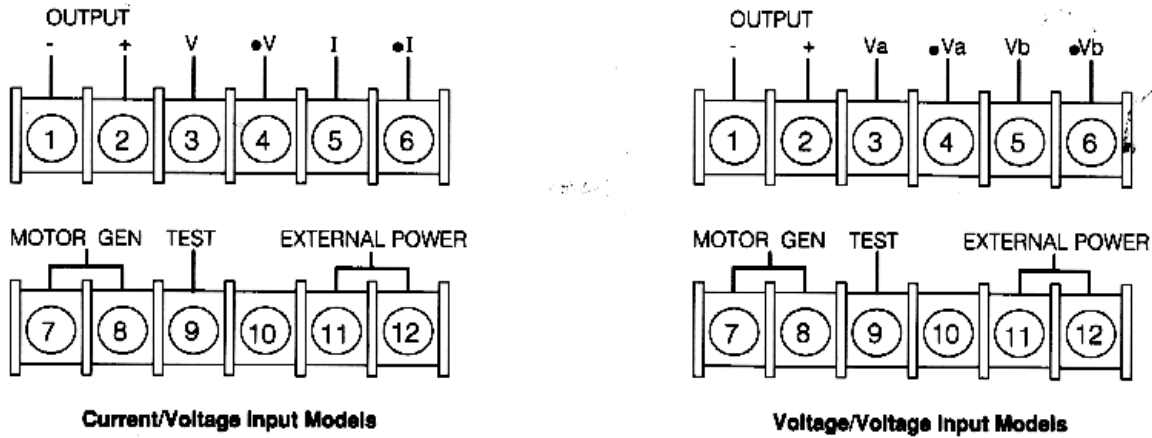 OUTPUT
- + V •V I •I
1 2 3 4 5 6
MOTOR GEN TEST EXTERNAL POWER
7 8 9 10 11 12
Current/Voltage Input Models
OUTPUT
- + Va •Va Vb •Vb
1 2 3 4 5 6
MOTOR GEN TEST EXTERNAL POWER
7 8 9 10 11 12
Voltage/Voltage Input Models